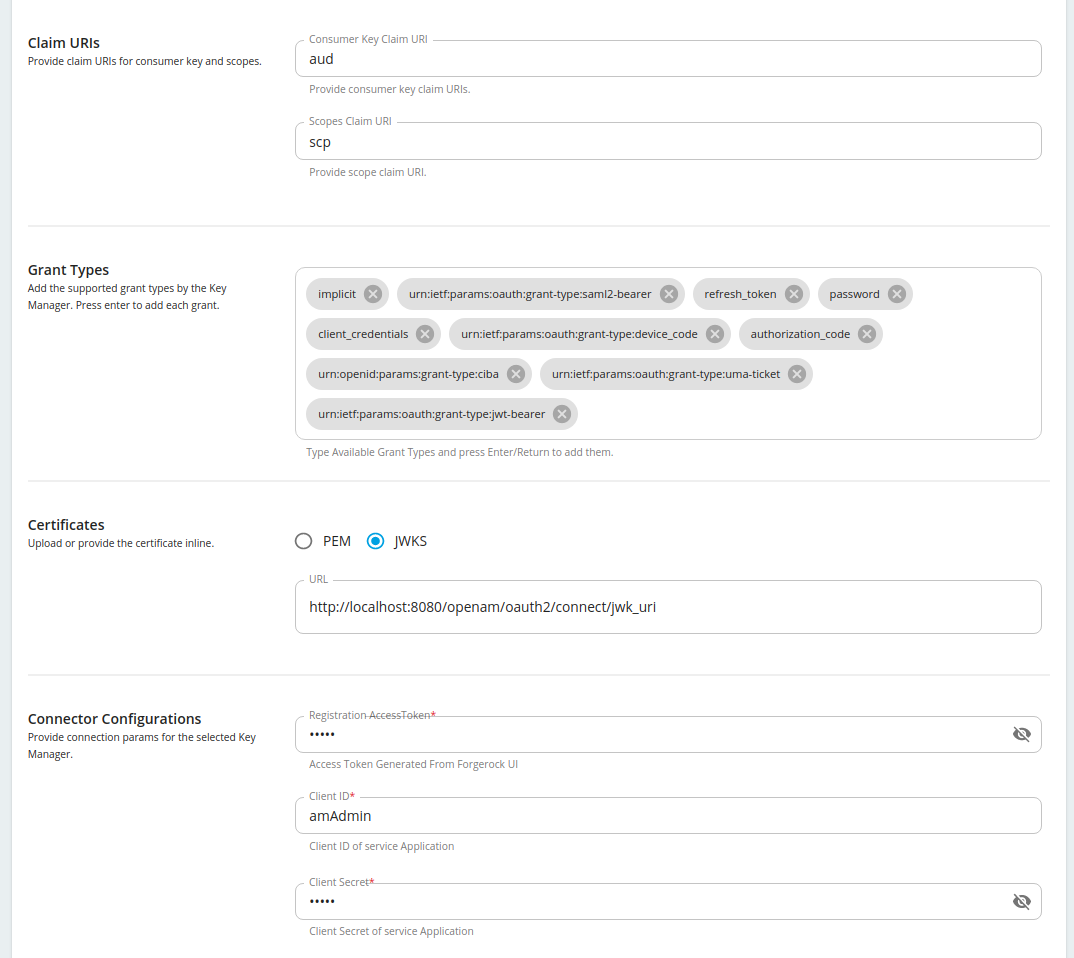 Claim URIs
Provide claim URIs for consumer key and scopes.
Consumer Key Claim URI
aud
Provide consumer key claim URIs.
Scopes Claim URI
scp
Provide scope claim URI.
Grant Types
Add the supported grant types by the Key
Manager. Press enter to add each grant.
implicit urn:ietf:params:oauth:grant-type:saml2-bearer refresh_token password
client_credentials urn:ietf:params:oauth:grant-type:device_code authorization_code
urn:openid:params:grant-type:ciba urn:ietf:params:oauth:grant-type:uma-ticket
urn:ietf:params:oauth:grant-type:jwt-bearer
Type Available Grant Types and press Enter/Return to add them.
Certificates
Upload or provide the certificate inline.
PEM JWKS
URL
http://localhost:8080/openam/oauth2/connect/jwk_uri
Connector Configurations
Provide connection params for the selected Key
Manager.
Registration AccessToken*
•••••
Access Token Generated From Forgerock UI
Client ID*
amAdmin
Client ID of service Application
Client Secret*
•••••
Client Secret of service Application